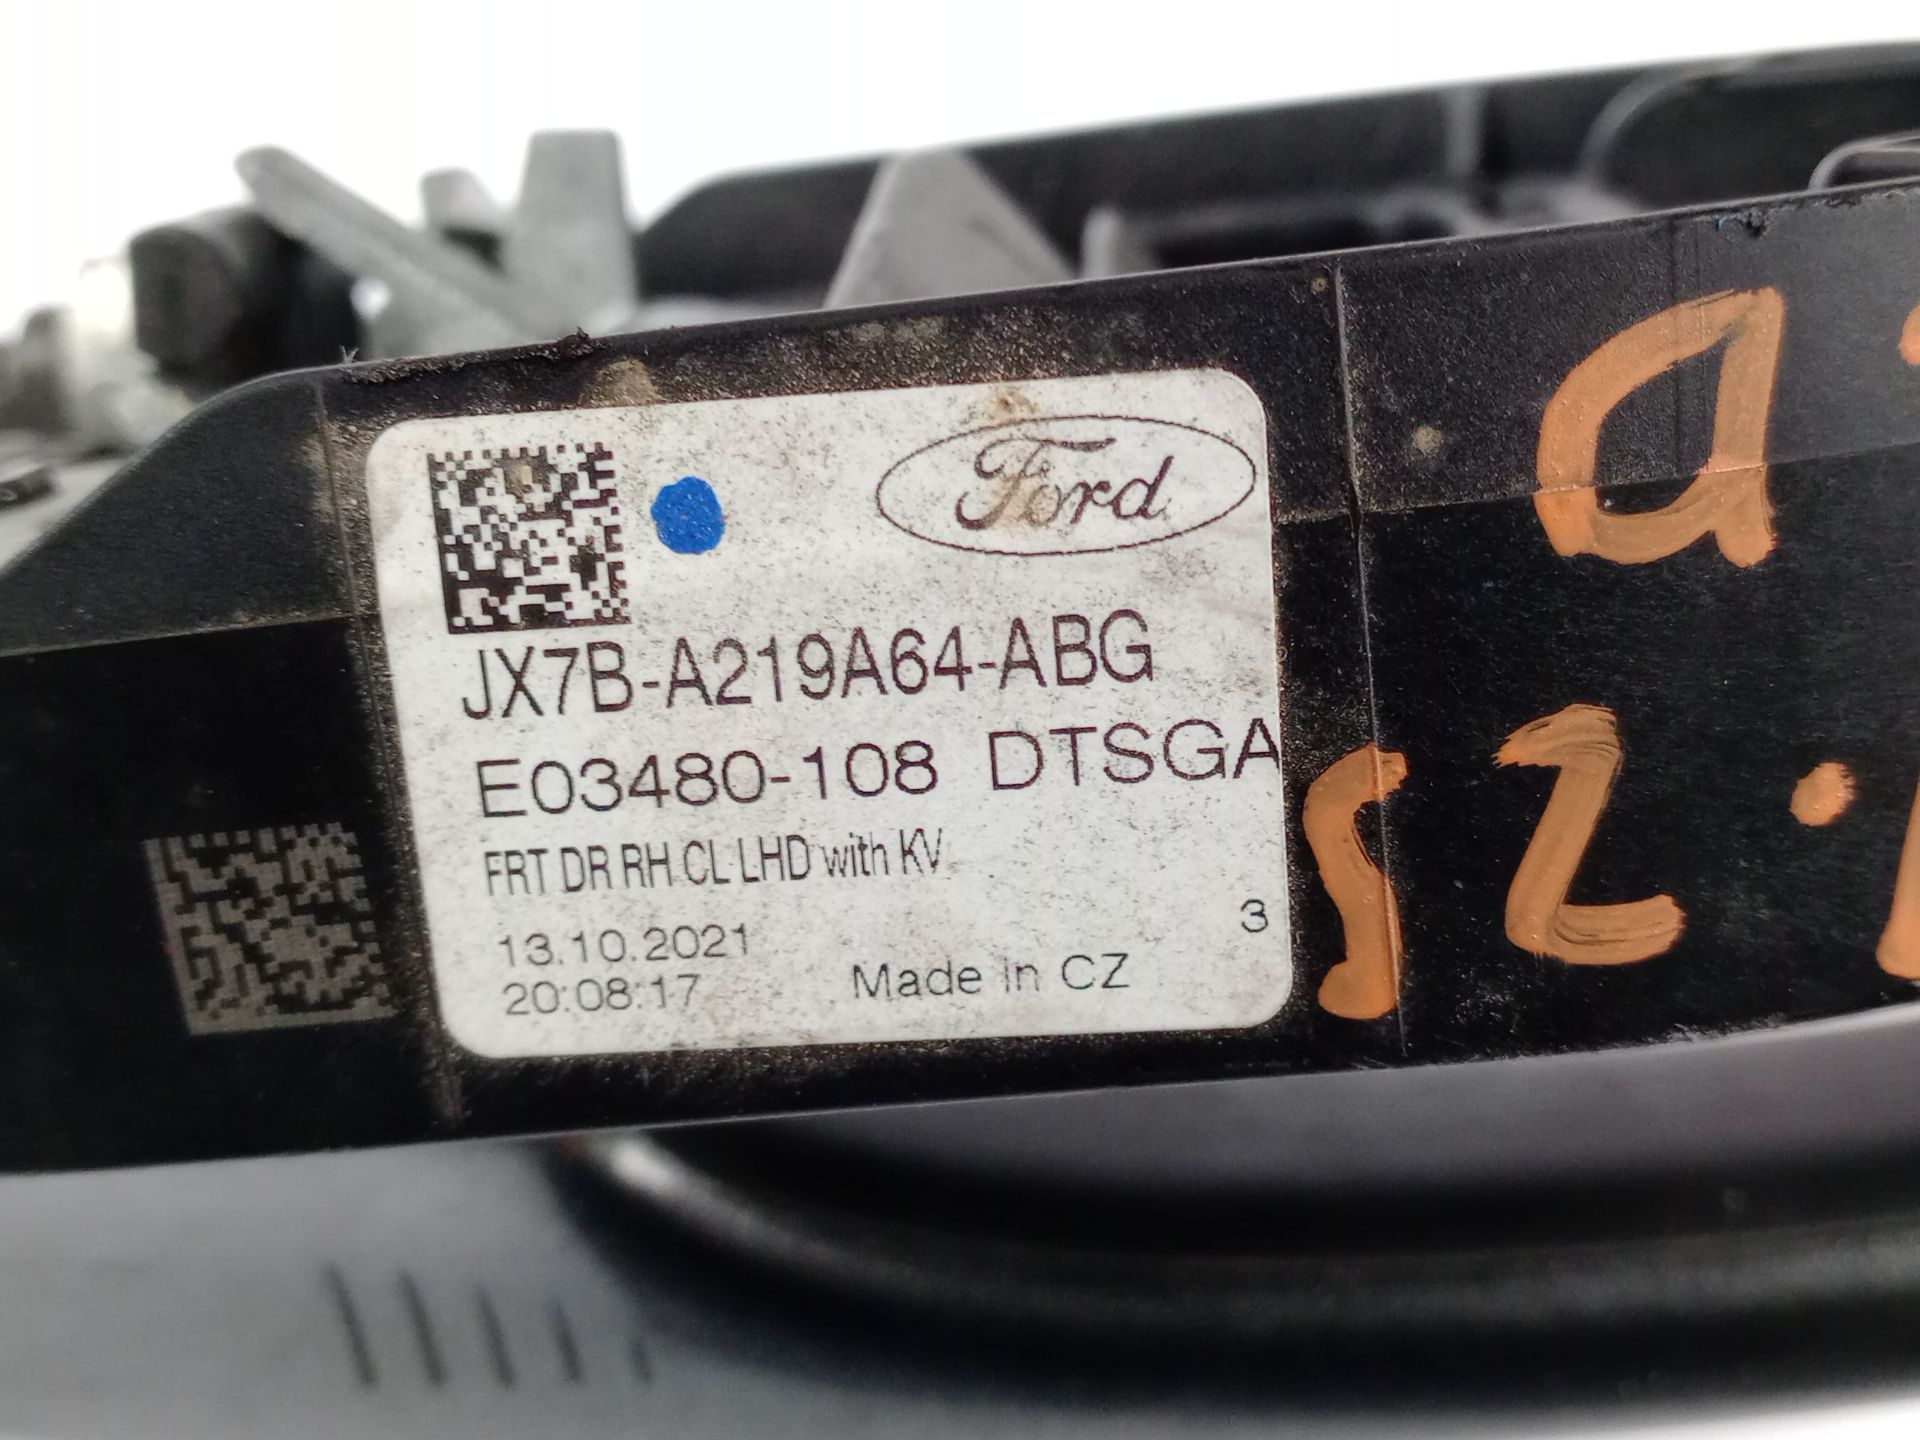 Ford
JX7B-A219A64-ABG
E03480-108 DTSGA
FRT DR RH CL LHD with KV
13.10.2021
20:08:17
Made in CZ
3